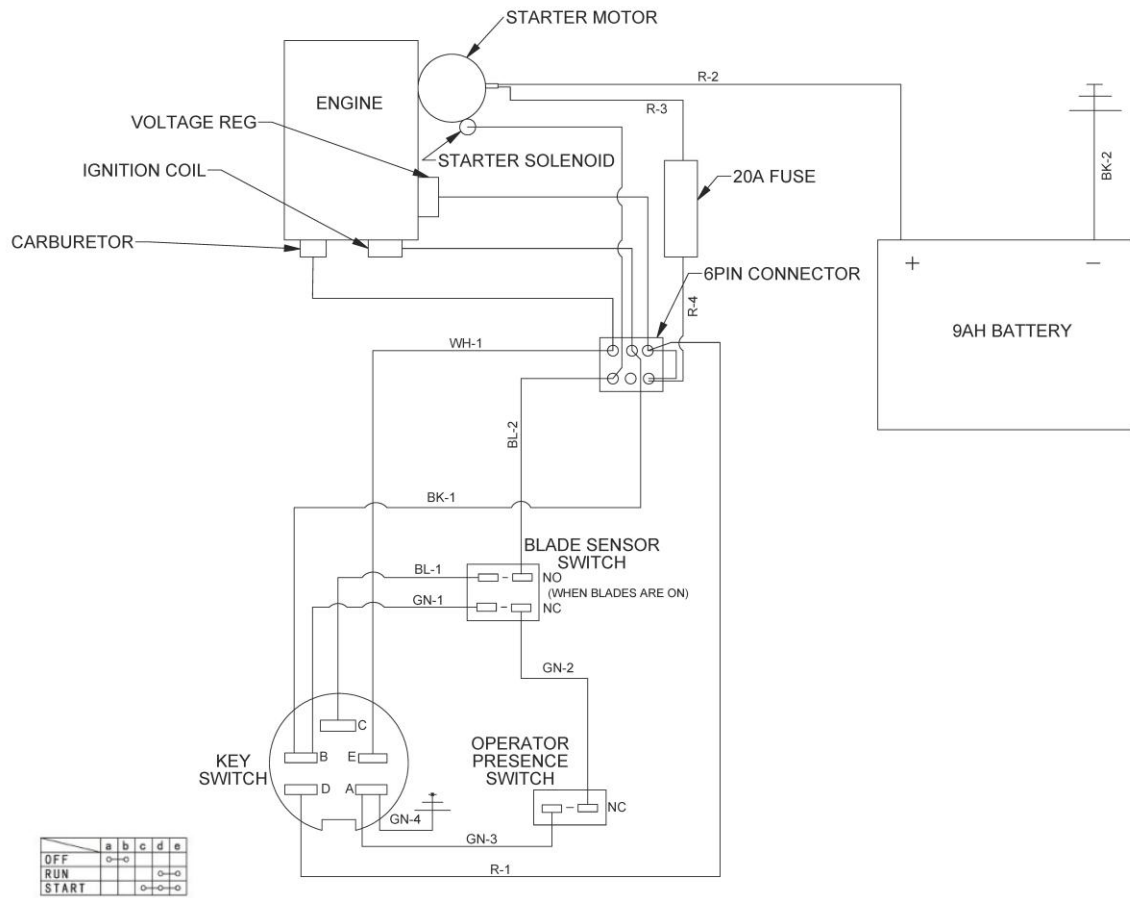 STARTER MOTOR
ENGINE
R-2
R-3
VOLTAGE REG
STARTER SOLENOID
IGNITION COIL
20A FUSE
BK-2
CARBURETOR
6PIN CONNECTOR
+
−
R-4
9AH BATTERY
WH-1
BL-2
BK-1
BLADE SENSOR
SWITCH
BL-1
NO
(WHEN BLADES ARE ON)
GN-1
NC
GN-2
C
KEY
SWITCH
B
E
D
A
OPERATOR
PRESENCE
SWITCH
NC
GN-4
GN-3
R-1
a b c d e
OFF
RUN
START